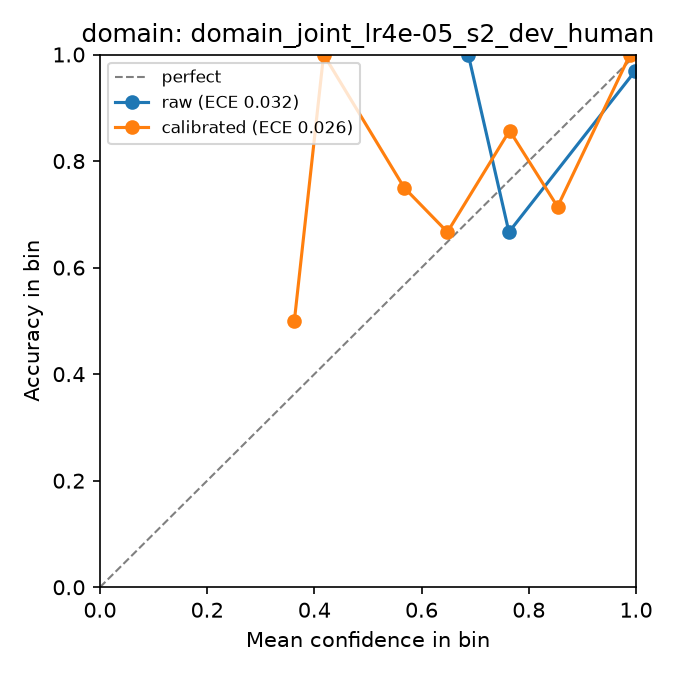 domain: domain_joint_lr4e-05_s2_dev_human
1.0
perfect
raw (ECE 0.032)
calibrated (ECE 0.026)
0.8
0.6
0.4
0.2
0.0
Accuracy in bin
0.0 0.2 0.4 0.6 0.8 1.0
Mean confidence in bin